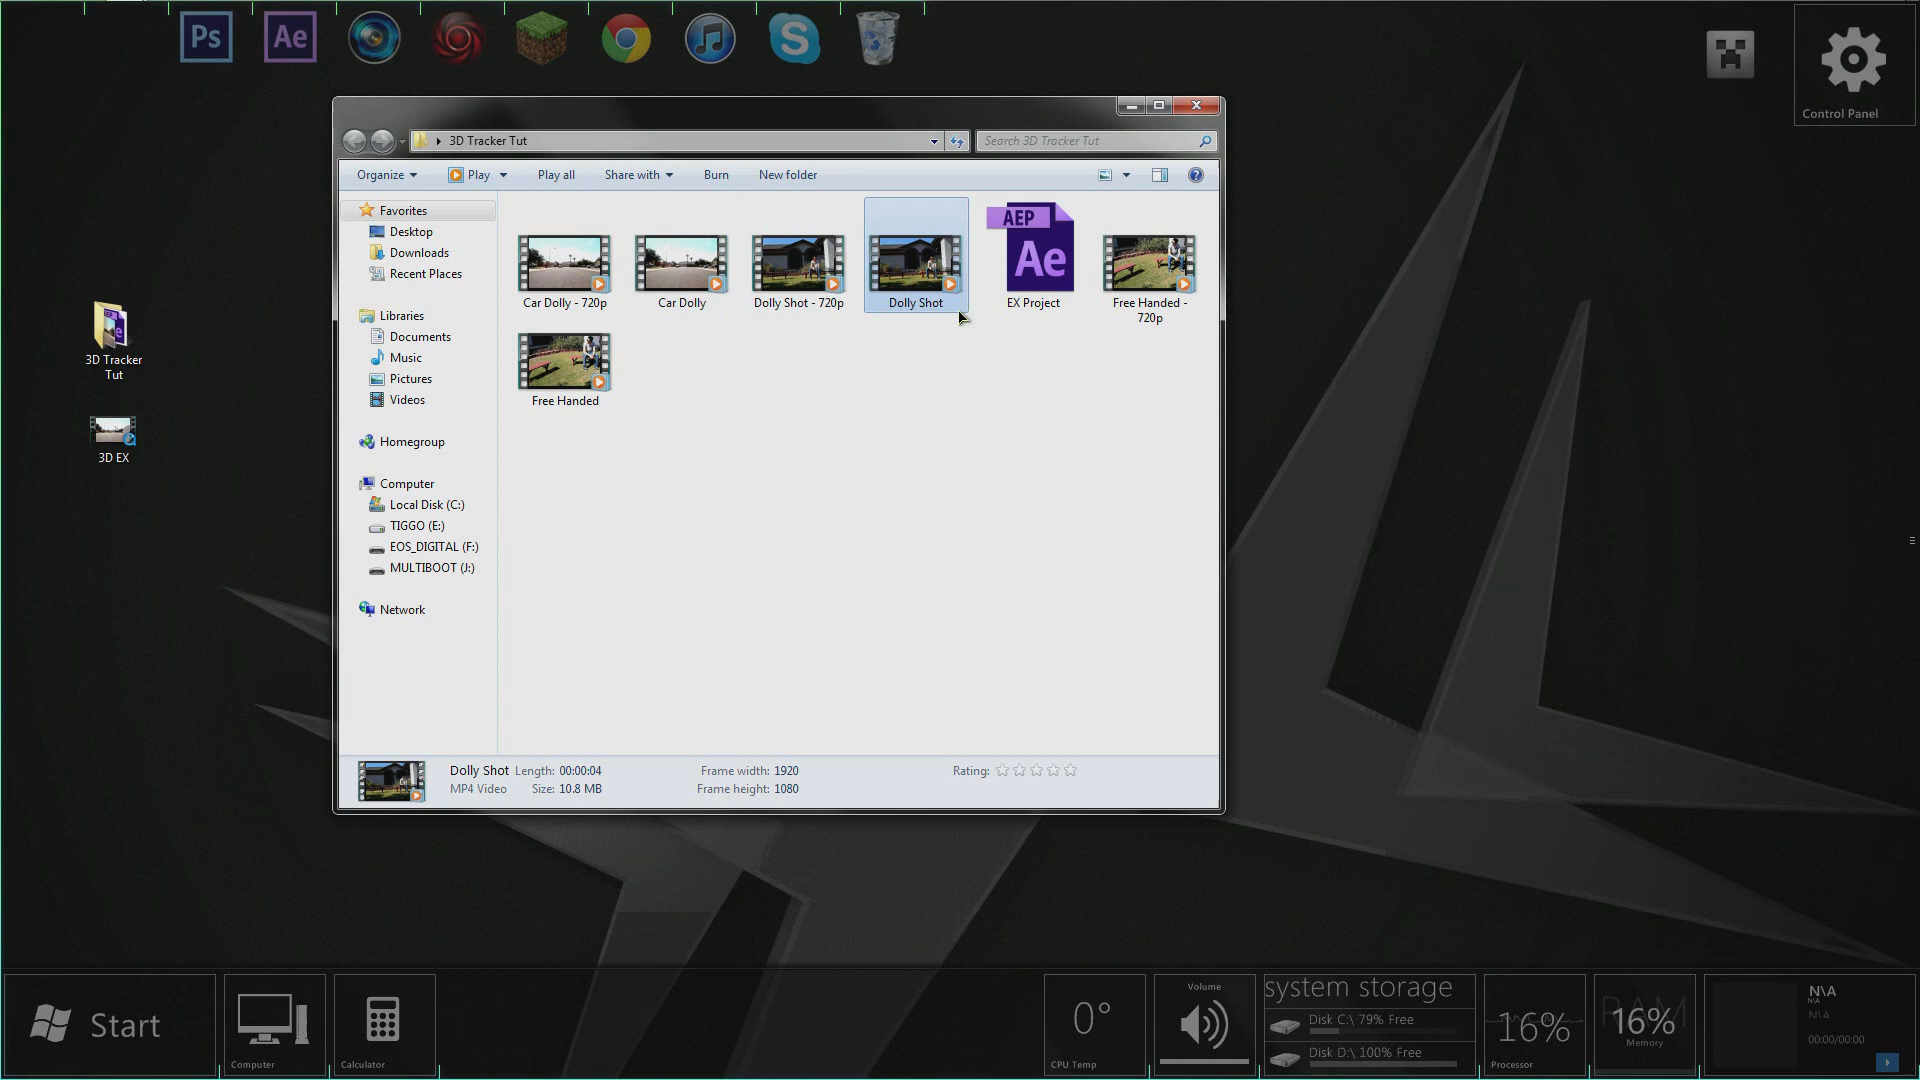 Ps
Ae
S
Control Panel
3D Tracker Tut
Search 3D Tracker Tut
Organize
Play
Play all
Share with
Burn
New folder
Favorites
Desktop
Downloads
Recent Places
Libraries
Documents
Music
Pictures
Videos
Homegroup
Computer
Local Disk (C:)
TIGGO (E:)
EOS_DIGITAL (F:)
MULTIBOOT (J:)
Network
Car Dolly - 720p
Car Dolly
Dolly Shot - 720p
Dolly Shot
AEP
Ae
EX Project
Free Handed -
720p
Free Handed
3D Tracker
Tut
3D EX
Dolly Shot Length: 00:00:04
Frame width: 1920
Rating:
MP4 Video Size: 10.8 MB
Frame height: 1080
Start
Computer
Calculator
0°
CPU Temp
Volume
system storage
Disk C:\ 79% Free
Disk D:\ 100% Free
16%
Processor
RAM
16%
Memory
N\A
N\A
N\A
00:00/00:00